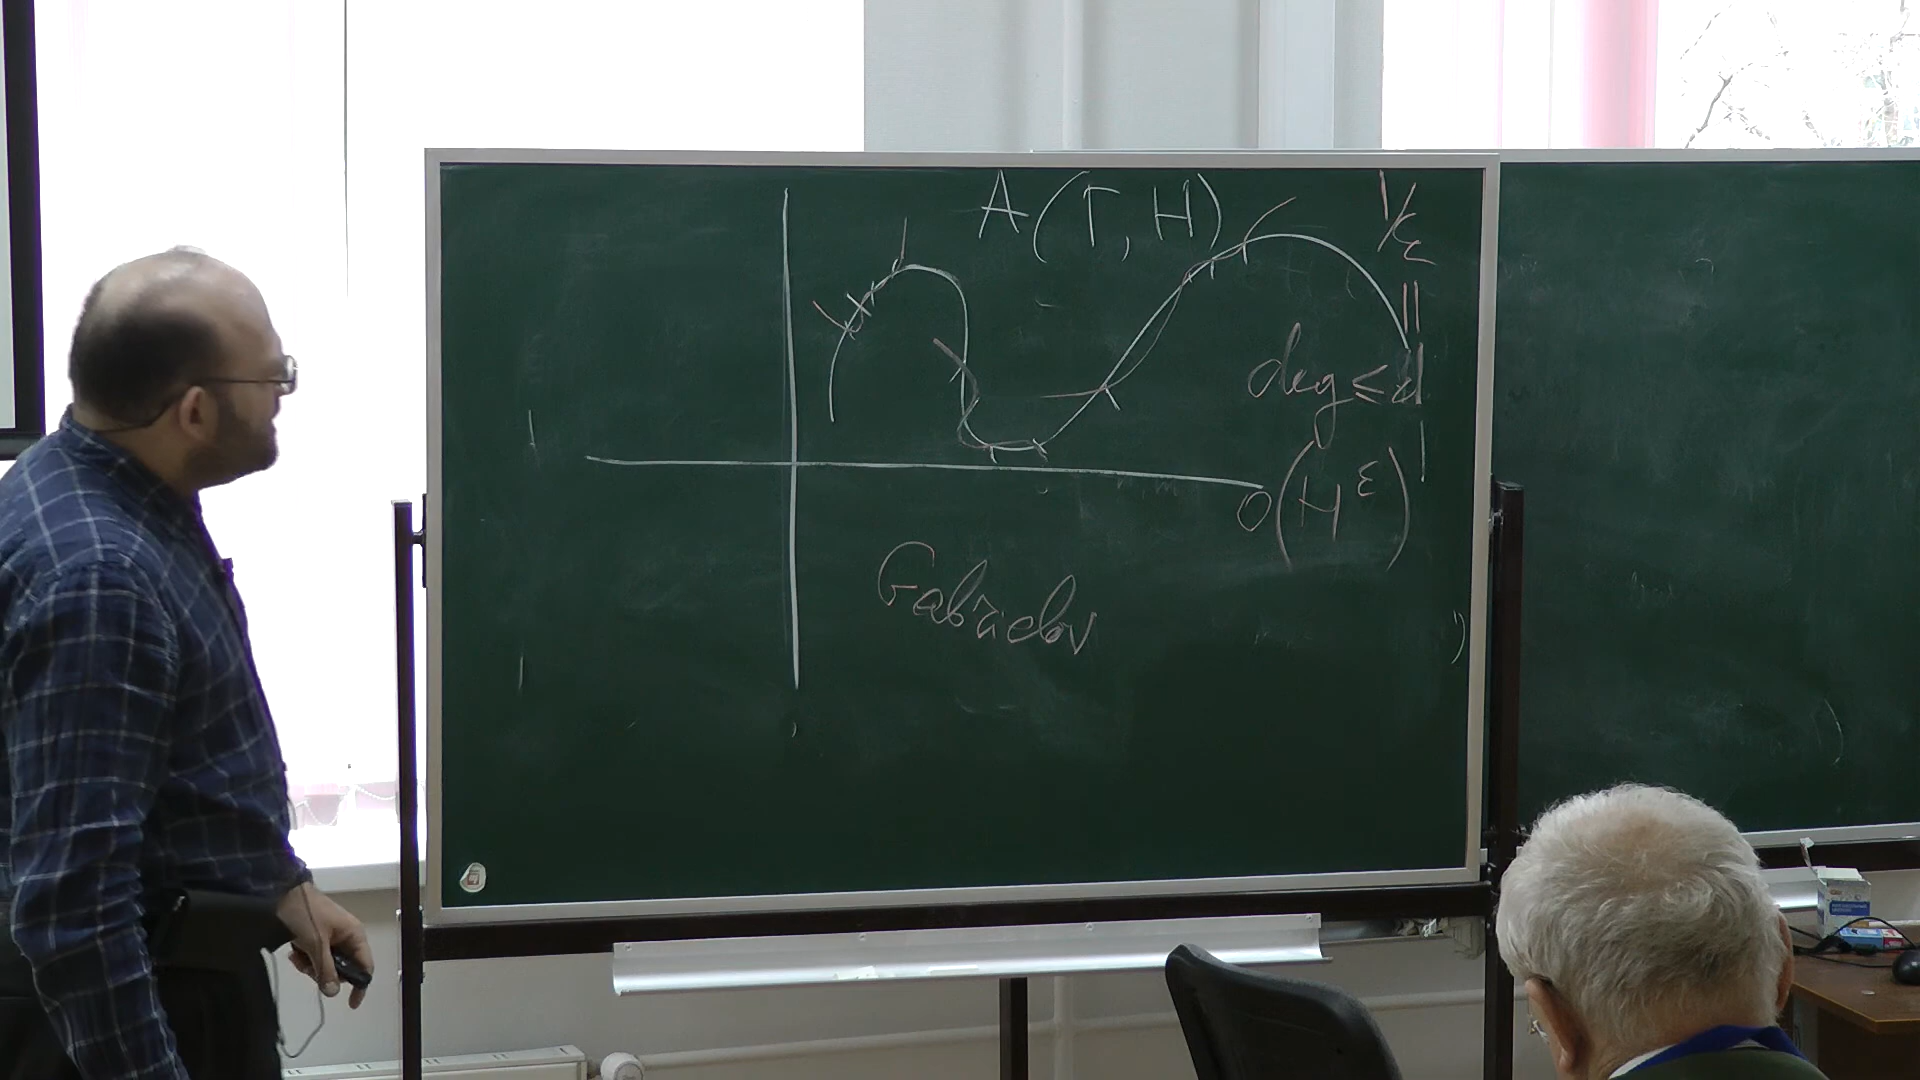 A(Γ, H)
1/ε
||
deg ≤ d
O(H^ε)
Gabrielov